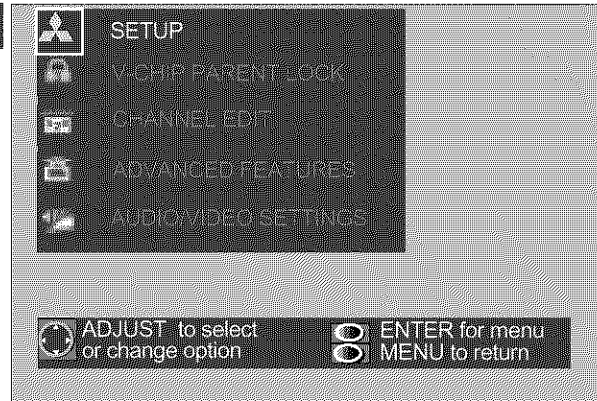 SETUP
V-CHIP PARENT LOCK
CHANNEL EDIT
ADVANCED FEATURES
AUDIO/VIDEO SETTINGS
ADJUST to select
or change option
ENTER for menu
MENU to return